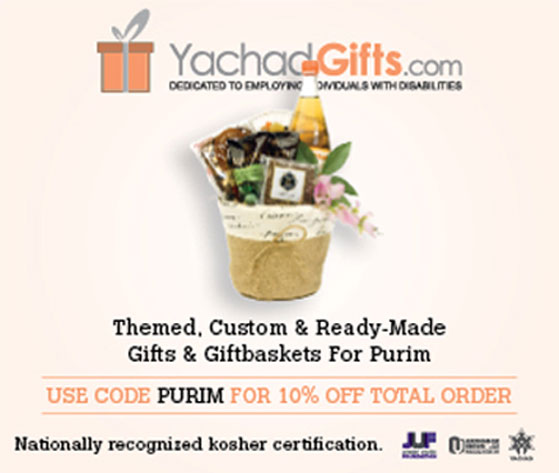 YachadGifts.com
DEDICATED TO EMPLOYING INDIVIDUALS WITH DISABILITIES
Themed, Custom & Ready-Made
Gifts & Giftbaskets For Purim
USE CODE PURIM FOR 10% OFF TOTAL ORDER
Nationally recognized kosher certification.
JUF
YACHAD